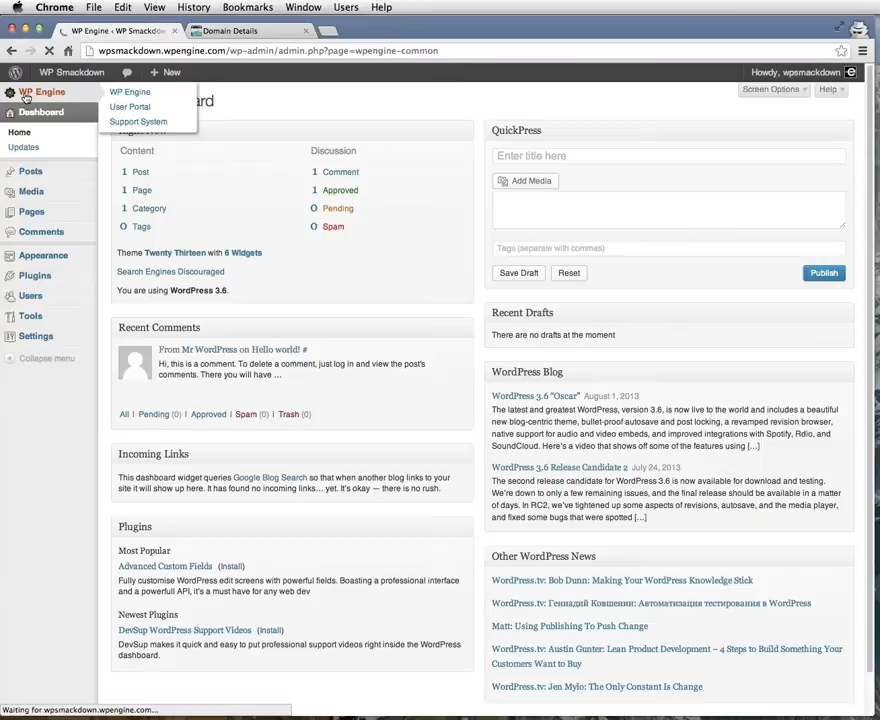 Chrome File Edit View History Bookmarks Window Users Help
WP Engine ‹ WP Smackdow
Domain Details
wpsmackdown.wpengine.com/wp-admin/admin.php?page=wpengine-common
WP Smackdown + New
Howdy, wpsmackdown
WP Engine
Dashboard
Home
Updates
Posts
Media
Pages
Comments
Appearance
Plugins
Users
Tools
Settings
Collapse menu
WP Engine
User Portal
Support System
Screen Options
Help
Content
Discussion
1 Post
1 Comment
1 Page
1 Approved
1 Category
0 Pending
0 Tags
0 Spam
Theme Twenty Thirteen with 6 Widgets
Search Engines Discouraged
You are using WordPress 3.6.
Recent Comments
From Mr WordPress on Hello world! #
Hi, this is a comment. To delete a comment, just log in and view the post's
comments. There you will have ...
All | Pending (0) | Approved | Spam (0) | Trash (0)
Incoming Links
This dashboard widget queries Google Blog Search so that when another blog links to your
site it will show up here. It has found no incoming links... yet. It's okay — there is no rush.
Plugins
Most Popular
Advanced Custom Fields (Install)
Fully customise WordPress edit screens with powerful fields. Boasting a professional interface
and a powerfull API, it's a must have for any web dev
Newest Plugins
DevSup WordPress Support Videos (Install)
DevSup makes it quick and easy to put professional support videos right inside the WordPress
dashboard.
QuickPress
Enter title here
Add Media
Tags (separate with commas)
Save Draft
Reset
Publish
Recent Drafts
There are no drafts at the moment
WordPress Blog
WordPress 3.6 "Oscar" August 1, 2013
The latest and greatest WordPress, version 3.6, is now live to the world and includes a beautiful
new blog-centric theme, bullet-proof autosave and post locking, a revamped revision browser,
native support for audio and video embeds, and improved integrations with Spotify, Rdio, and
SoundCloud. Here's a video that shows off some of the features using [...]
WordPress 3.6 Release Candidate 2 July 24, 2013
The second release candidate for WordPress 3.6 is now available for download and testing.
We're down to only a few remaining issues, and the final release should be available in a matter
of days. In RC2, we've tightened up some aspects of revisions, autosave, and the media player,
and fixed some bugs that were spotted [...]
Other WordPress News
WordPress.tv: Bob Dunn: Making Your WordPress Knowledge Stick
WordPress.tv: Геннадий Ковшенин: Автоматизация тестирования в WordPress
Matt: Using Publishing To Push Change
WordPress.tv: Austin Gunter: Lean Product Development – 4 Steps to Build Something Your
Customers Want to Buy
WordPress.tv: Jen Mylo: The Only Constant Is Change
Waiting for wpsmackdown.wpengine.com...